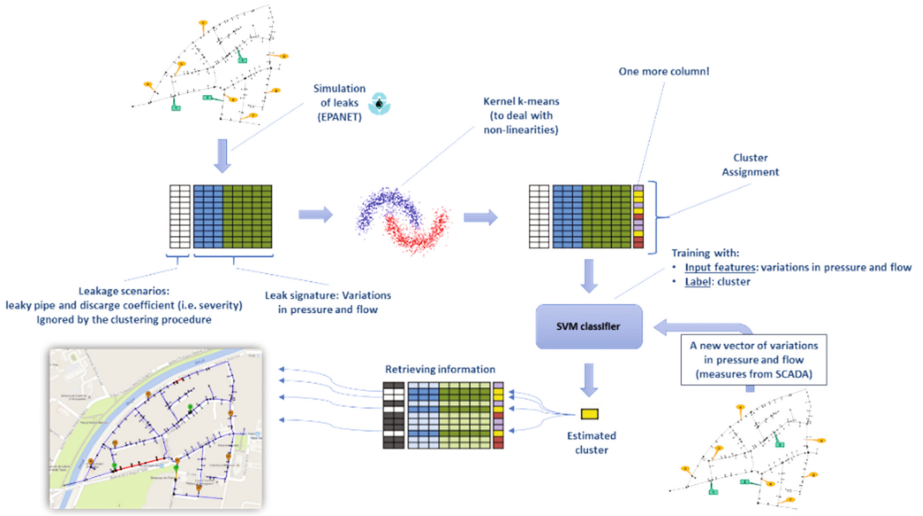 Simulation
of leaks
(EPANET)
Kernel k-means
(to deal with
non-linearities)
One more column!
Cluster
Assignment
Leakage scenarios:
leaky pipe and discarge coefficient (i.e. severity)
Ignored by the clustering procedure
Leak signature: Variations
in pressure and flow
Training with:
• Input features: variations in pressure and flow
• Label: cluster
SVM classifier
A new vector of variations
in pressure and flow
(measures from SCADA)
Retrieving information
Estimated
cluster